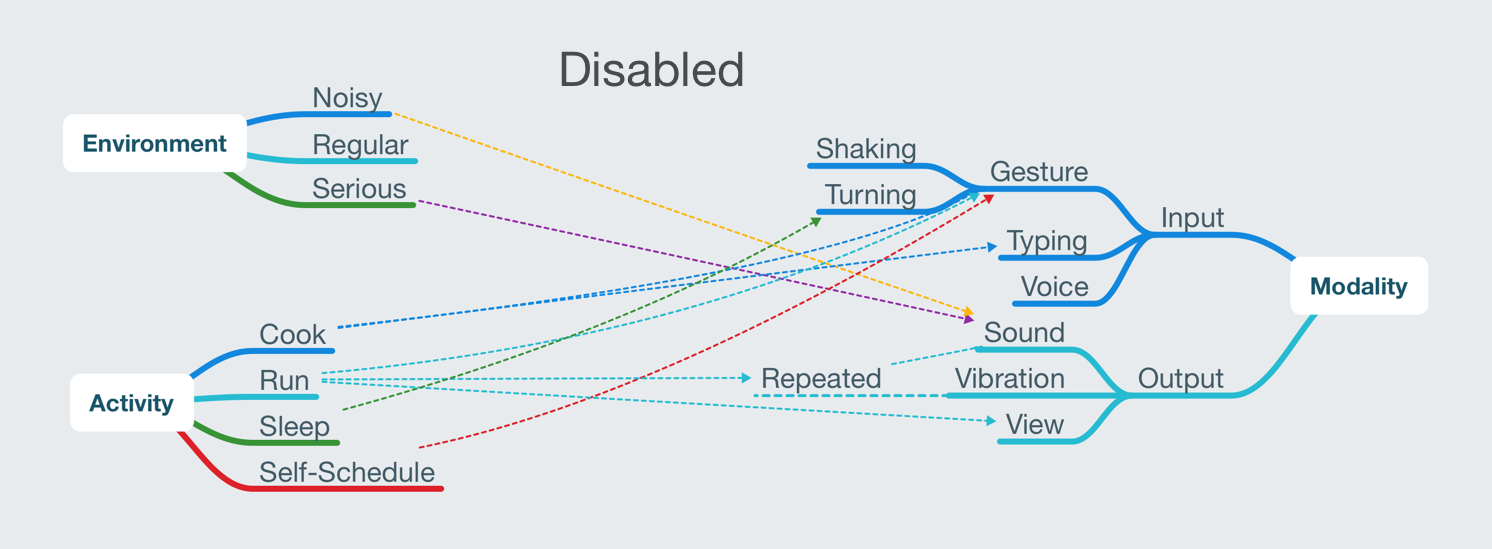 Disabled
Environment
Noisy
Regular
Serious
Activity
Cook
Run
Sleep
Self-Schedule
Shaking
Turning
Gesture
Typing
Voice
Input
Modality
Sound
Repeated
Vibration
View
Output